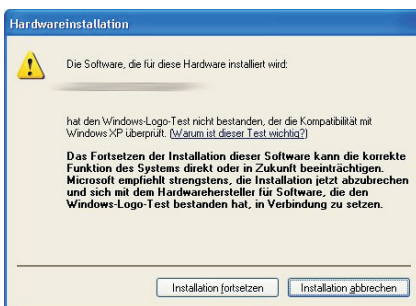 Hardwareinstallation
Die Software, die für diese Hardware installiert wird:
hat den Windows-Logo-Test nicht bestanden, der die Kompatibilität mit
Windows XP überprüft. (Warum ist dieser Test wichtig?)
Das Fortsetzen der Installation dieser Software kann die korrekte
Funktion des Systems direkt oder in Zukunft beeinträchtigen.
Microsoft empfiehlt strengstens, die Installation jetzt abzubrechen
und sich mit dem Hardwarehersteller für Software, die den
Windows-Logo-Test bestanden hat, in Verbindung zu setzen.
Installation fortsetzen
Installation abbrechen